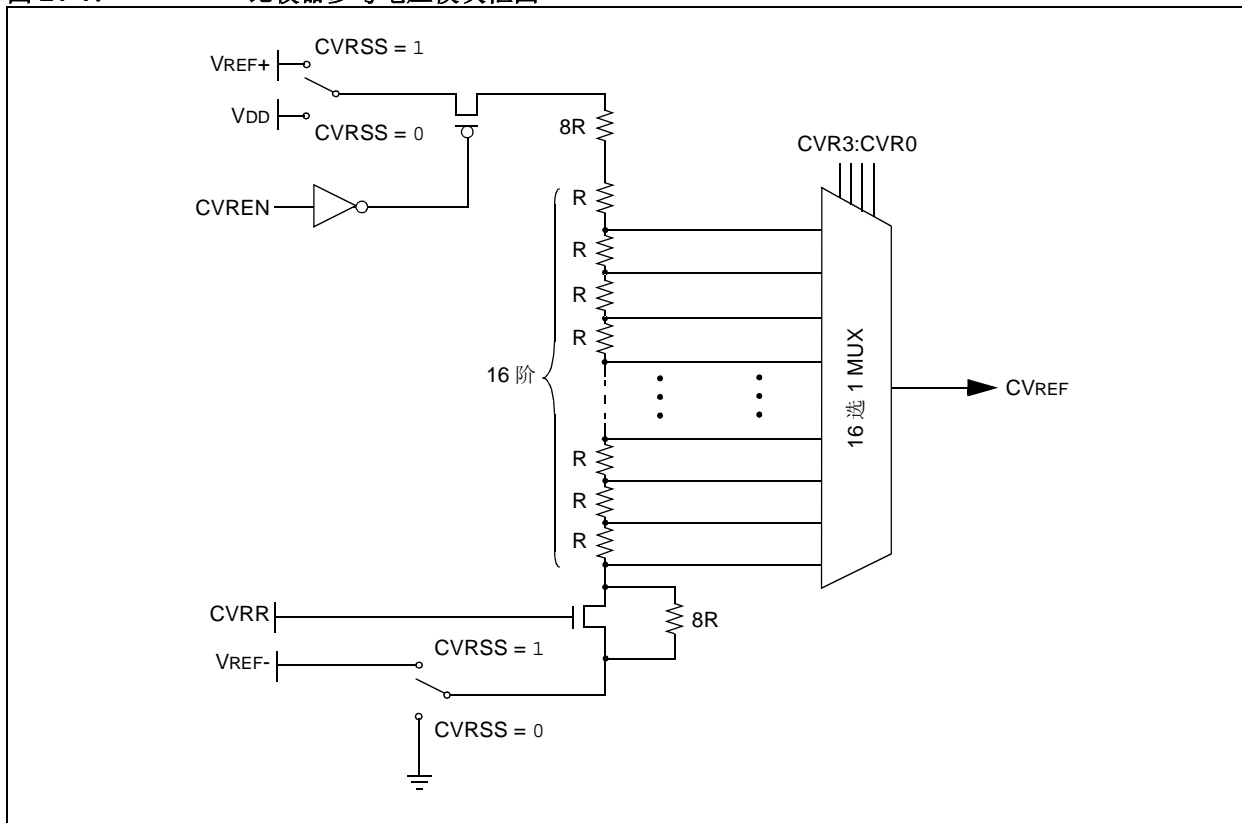 CVRSS = 1
VREF+
VDD
8R
CVRSS = 0
CVR3:CVR0
CVREN
R
R
R
R
16 阶
16 选 1 MUX
CVREF
R
R
R
CVRR
8R
CVRSS = 1
VREF-
CVRSS = 0